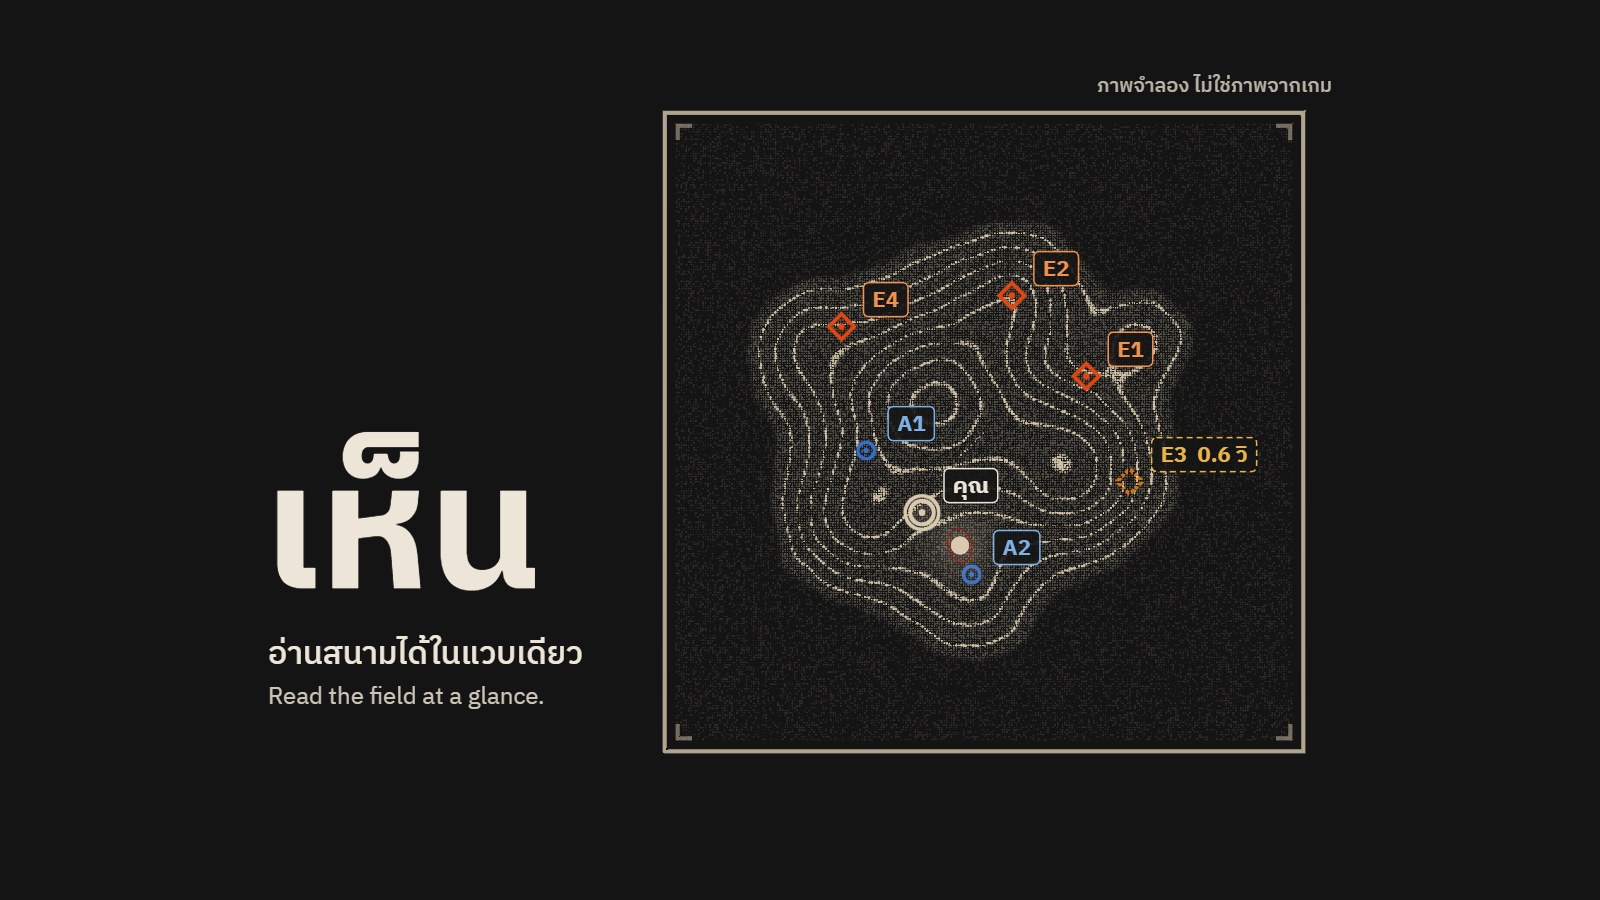 ภาพจำลอง ไม่ใช่ภาพจากเกม
E2
E4
E1
A1
E3 0.6 วิ
คุณ
A2
เห็น
อ่านสนามได้ในแวบเดียว
Read the field at a glance.